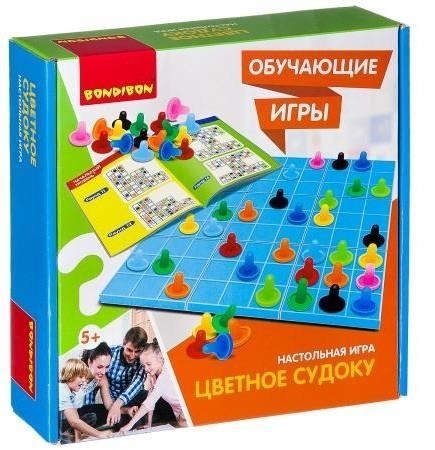 BONDIBON
ОБУЧАЮЩИЕ
ИГРЫ
ЦВЕТНОЕ
СУДОКУ
НАСТОЛЬНАЯ ИГРА
5+
BONDIBON
НАСТОЛЬНАЯ ИГРА
ЦВЕТНОЕ СУДОКУ